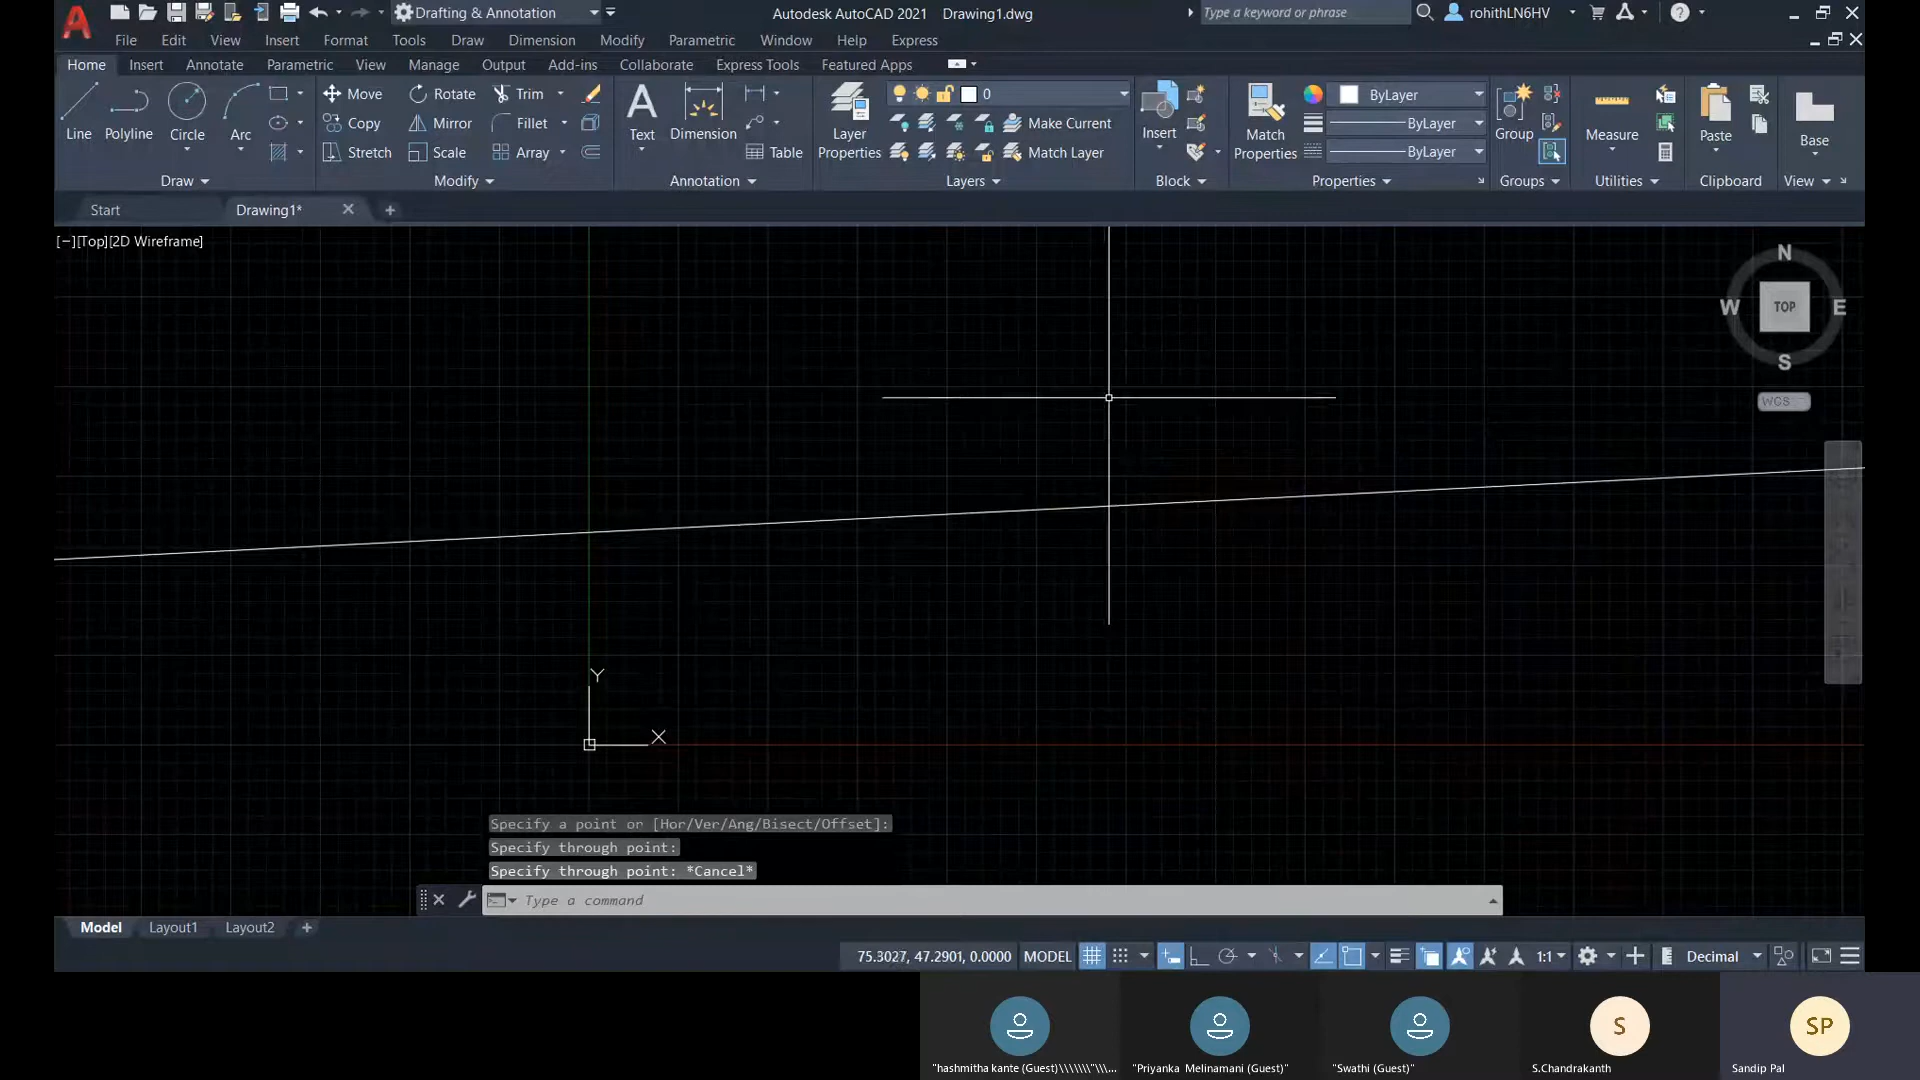 Drafting & Annotation
Autodesk AutoCAD 2021 Drawing1.dwg
Type a keyword or phrase
rohithLN6HV
File Edit View Insert Format Tools Draw Dimension Modify Parametric Window Help Express
Home Insert Annotate Parametric View Manage Output Add-ins Collaborate Express Tools Featured Apps
Move Rotate Trim 0 ByLayer
Line Polyline Circle Arc Copy Mirror Fillet Text Dimension Layer Properties Make Current Insert Match Properties ByLayer Group Measure Paste Base
Stretch Scale Array Table Match Layer ByLayer
Draw Modify Annotation Layers Block Properties Groups Utilities Clipboard View
Start Drawing1*
[−][Top][2D Wireframe]
N
W TOP E
S
WCS
Y
X
Specify a point or [Hor/Ver/Ang/Bisect/Offset]:
Specify through point:
Specify through point: *Cancel*
Type a command
Model Layout1 Layout2
75.3027, 47.2901, 0.0000 MODEL 1:1 Decimal
S SP
"hashmitha kante (Guest)\\\\\\\"\\... "Priyanka Melinamani (Guest)" "Swathi (Guest)" S.Chandrakanth Sandip Pal